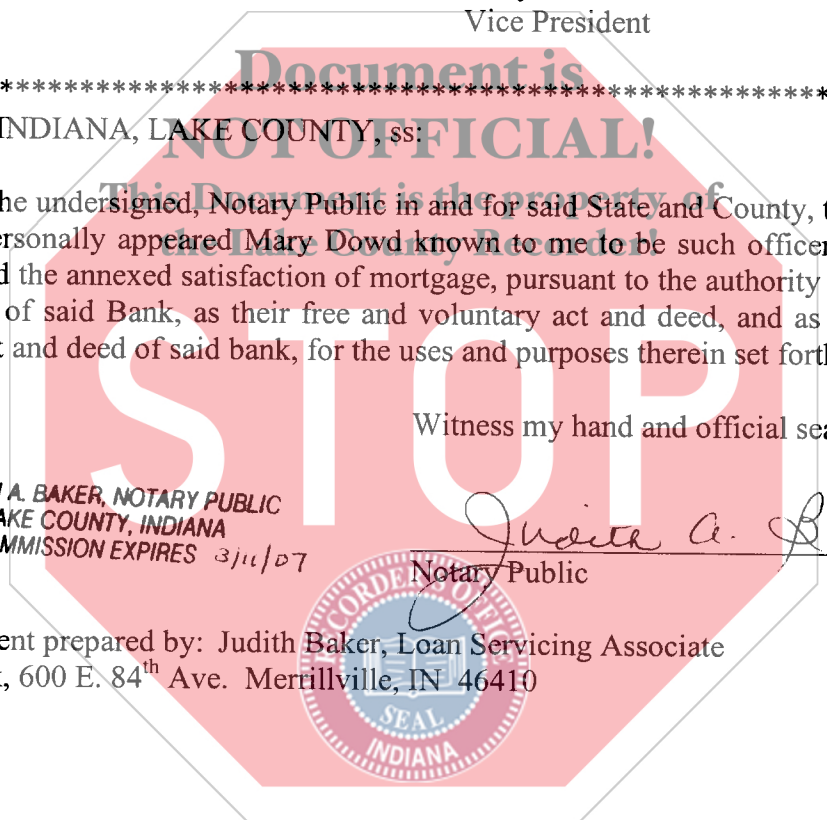 Vice President
Document is
************************************************************
INDIANA, LAKE COUNTY, ss:
NOT OFFICIAL!
This Document is the property of
the Lake County Recorder!
he undersigned, Notary Public in and for said State and County, t
ersonally appeared Mary Dowd known to me to be such officer
d the annexed satisfaction of mortgage, pursuant to the authority
of said Bank, as their free and voluntary act and deed, and as
t and deed of said bank, for the uses and purposes therein set forth
STOP
Witness my hand and official sea
A. BAKER, NOTARY PUBLIC
AKE COUNTY, INDIANA
MMISSION EXPIRES 3/11/07
Judith A. B
Notary Public
RECORDER'S OFFICE
ent prepared by: Judith Baker, Loan Servicing Associate
, 600 E. 84th Ave. Merrillville, IN 46410
SEAL
INDIANA